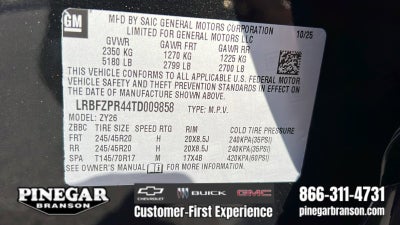 GM
MFD BY SAIC GENERAL MOTORS CORPORATION
LIMITED FOR GENERAL MOTORS LLC
10/25
GVWR GAWR FRT GAWR RR
2350 KG 1270 KG 1225 KG
5180 LB 2799 LB 2700 LB
THIS VEHICLE CONFORMS TO ALL APPLICABLE U.S. FEDERAL MOTOR
VEHICLE SAFETY, BUMPER, AND THEFT PREVENTION STANDARDS IN EFFECT ON
THE DATE OF MANUFACTURE SHOWN ABOVE.
LRBFZPR44TD009858 TYPE: M.P.V.
MODEL: ZY26
ZBBC TIRE SIZE SPEED RTG RIM COLD TIRE PRESSURE
FRT 245/45R20 H 20X8.5J 240KPA(35PSI)
RR 245/45R20 H 20X8.5J 240KPA(35PSI)
SPA T145/70R17 M 17X4B 420KPA(60PSI)
SEE OWNER'S MANUAL FOR MORE INFORMATION.
PINEGAR
BRANSON
CHEVROLET
BUICK
GMC
Customer-First Experience
866-311-4731
pinegarbranson.com